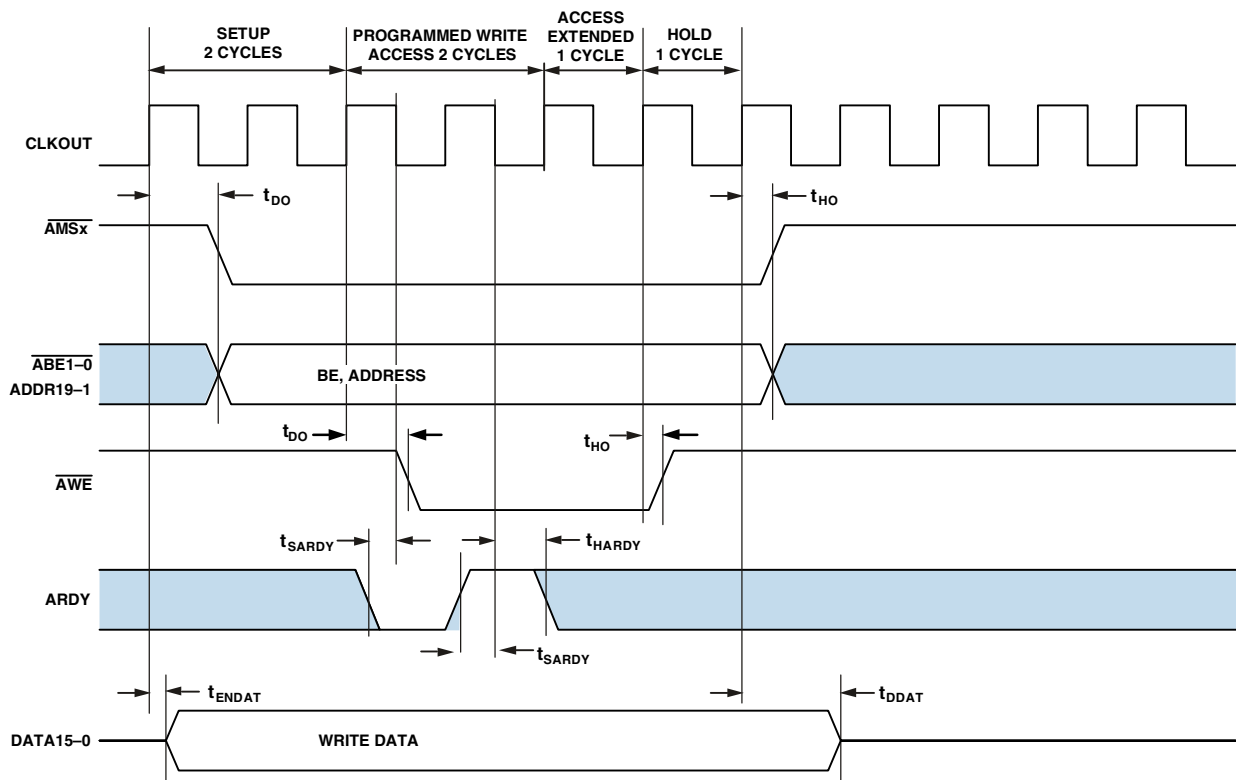 SETUP
2 CYCLES
PROGRAMMED WRITE
ACCESS 2 CYCLES
ACCESS
EXTENDED
1 CYCLE
HOLD
1 CYCLE
CLKOUT
tDO
tHO
AMSx
ABE1–0
ADDR19–1
BE, ADDRESS
tDO
tHO
AWE
tSARDY
tHARDY
ARDY
tSARDY
tENDAT
tDDAT
DATA15–0
WRITE DATA